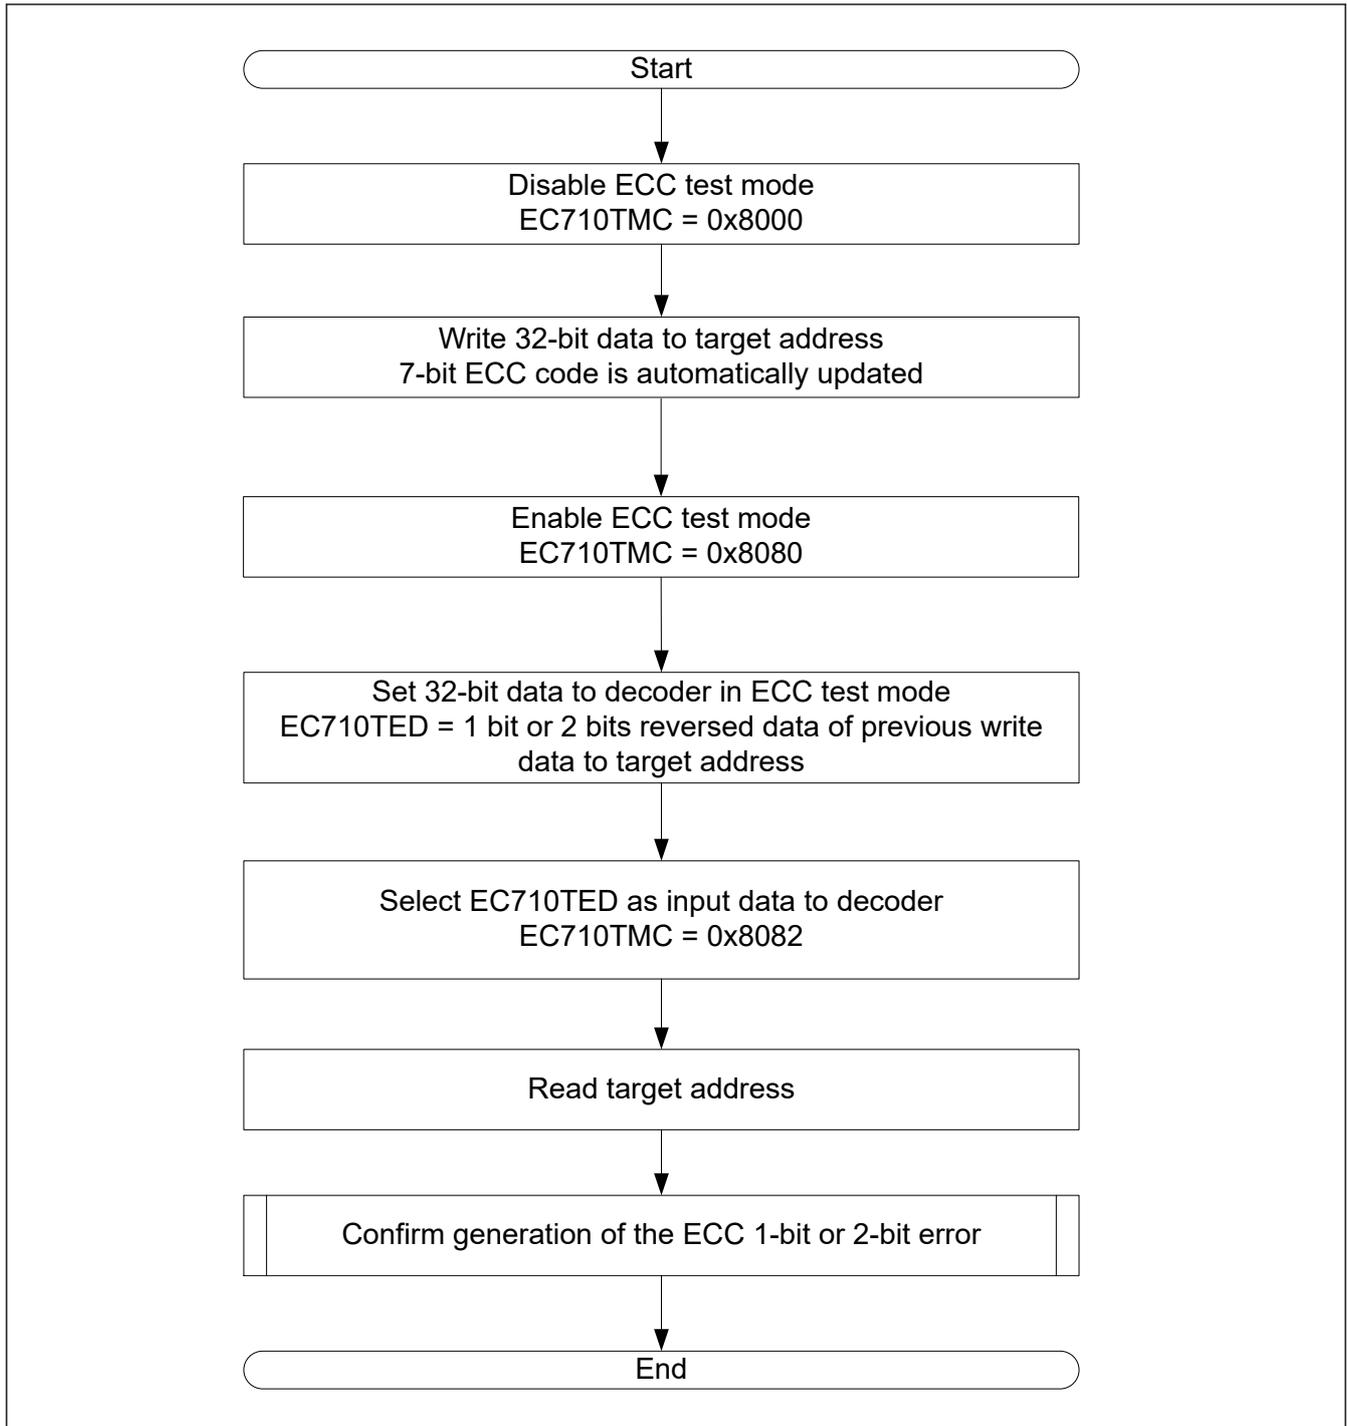 Start
Disable ECC test mode
EC710TMC = 0x8000
Write 32-bit data to target address
7-bit ECC code is automatically updated
Enable ECC test mode
EC710TMC = 0x8080
Set 32-bit data to decoder in ECC test mode
EC710TED = 1 bit or 2 bits reversed data of previous write
data to target address
Select EC710TED as input data to decoder
EC710TMC = 0x8082
Read target address
Confirm generation of the ECC 1-bit or 2-bit error
End